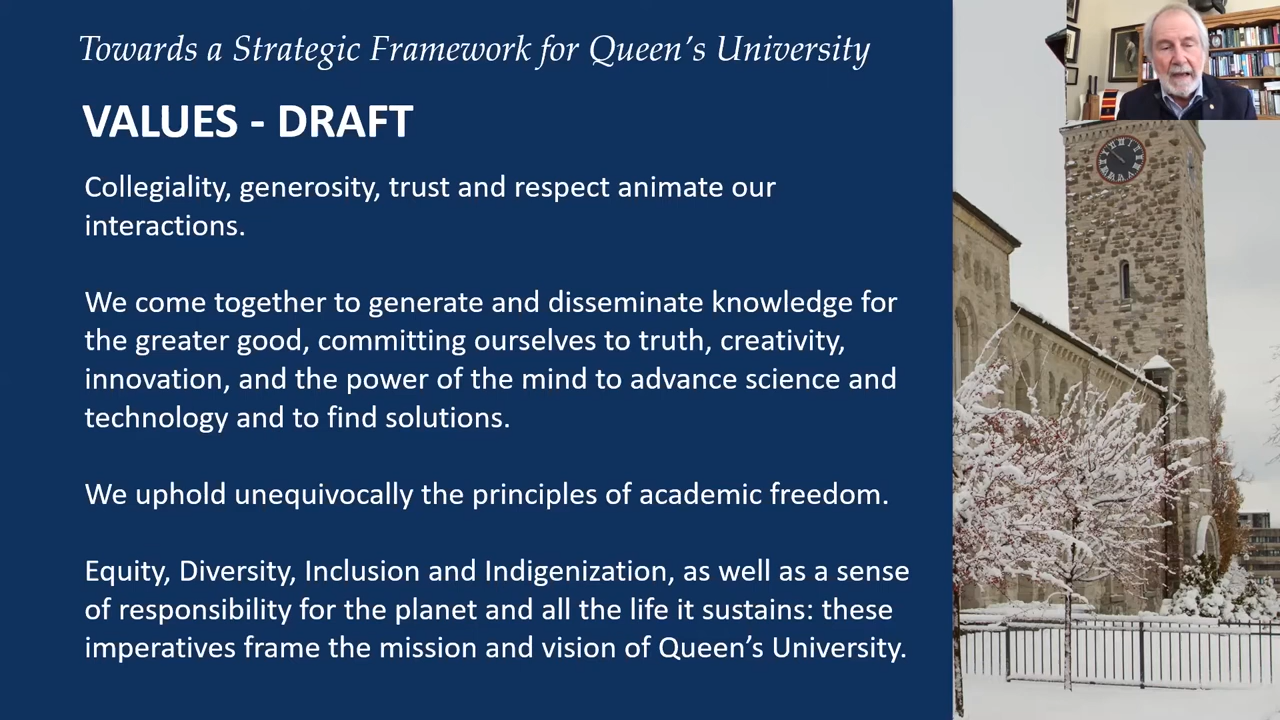 Towards a Strategic Framework for Queen's University
VALUES - DRAFT
Collegiality, generosity, trust and respect animate our
interactions.
We come together to generate and disseminate knowledge for
the greater good, committing ourselves to truth, creativity,
innovation, and the power of the mind to advance science and
technology and to find solutions.
We uphold unequivocally the principles of academic freedom.
Equity, Diversity, Inclusion and Indigenization, as well as a sense
of responsibility for the planet and all the life it sustains: these
imperatives frame the mission and vision of Queen's University.